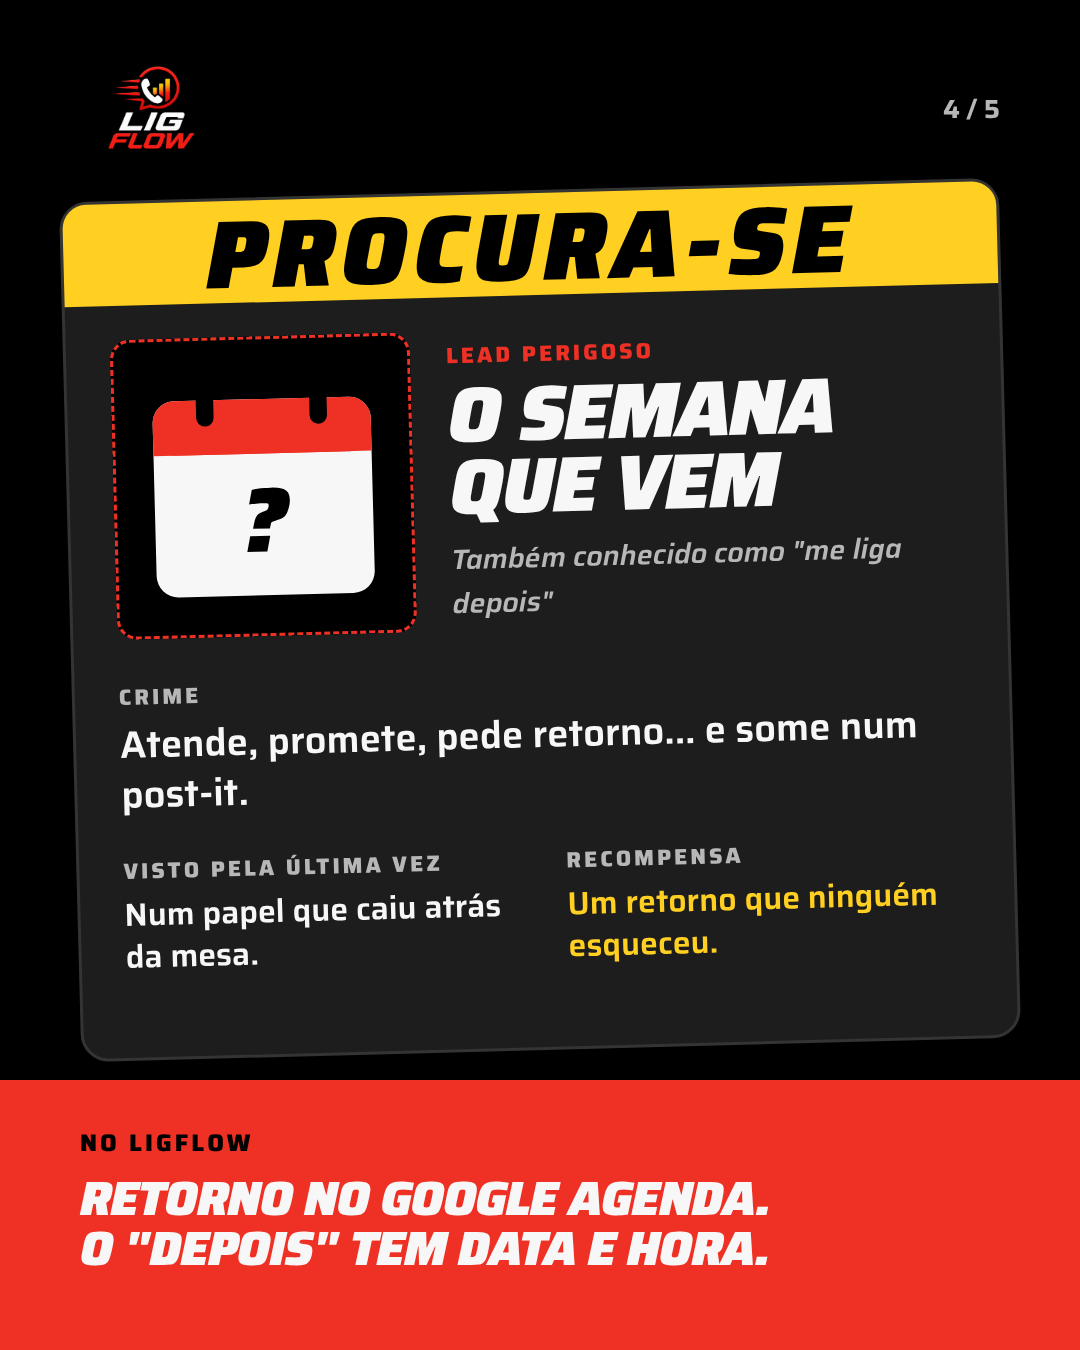 LIG
FLOW
4 / 5
PROCURA-SE
?
LEAD PERIGOSO
O SEMANA
QUE VEM
Também conhecido como "me liga
depois"
CRIME
Atende, promete, pede retorno... e some num
post-it.
VISTO PELA ÚLTIMA VEZ
Num papel que caiu atrás
da mesa.
RECOMPENSA
Um retorno que ninguém
esqueceu.
NO LIGFLOW
RETORNO NO GOOGLE AGENDA.
O "DEPOIS" TEM DATA E HORA.